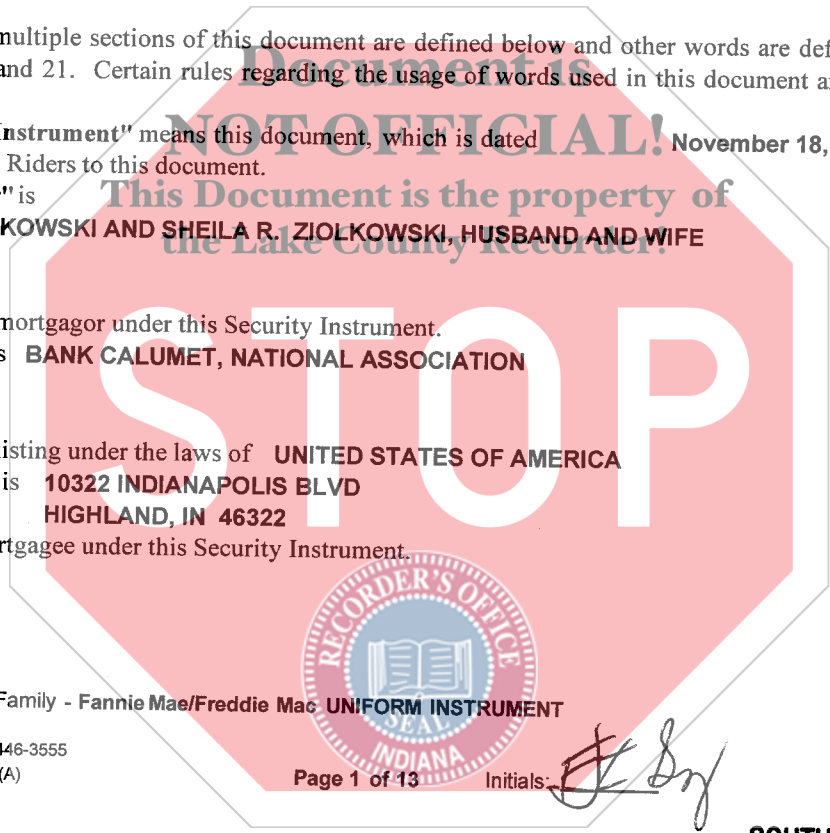 multiple sections of this document are defined below and other words are def
and 21. Certain rules regarding the usage of words used in this document a
Document is
Instrument" means this document, which is dated November 18,
NOT OFFICIAL!
Riders to this document.
" is
This Document is the property of
KOWSKI AND SHEILA R. ZIOLKOWSKI, HUSBAND AND WIFE
the Lake County Recorder!
mortgagor under this Security Instrument.
s BANK CALUMET, NATIONAL ASSOCIATION
STOP
isting under the laws of UNITED STATES OF AMERICA
is 10322 INDIANAPOLIS BLVD
HIGHLAND, IN 46322
rtgagee under this Security Instrument.
RECORDER'S OFFICE
SEAL
INDIANA
Family - Fannie Mae/Freddie Mac UNIFORM INSTRUMENT
446-3555
(A)
Page 1 of 13 Initials: